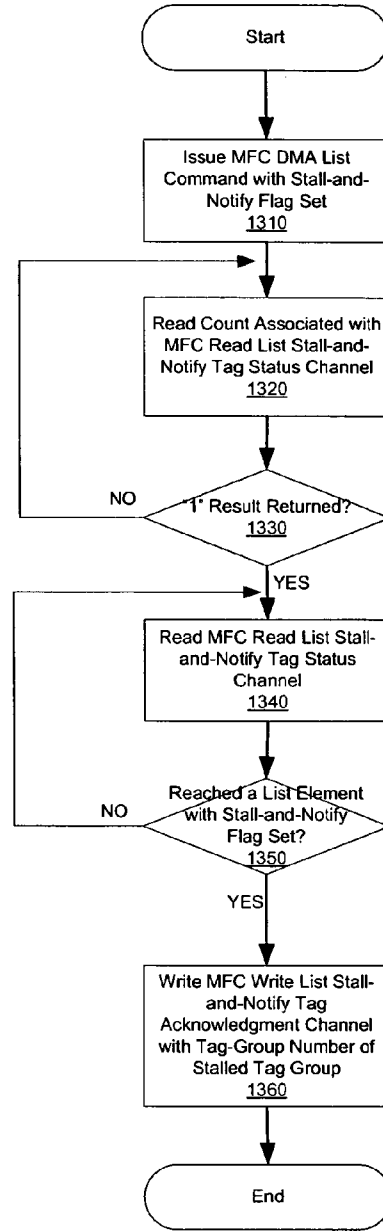 Start
Issue MFC DMA List
Command with Stall-and-
Notify Flag Set
1310
Read Count Associated with
MFC Read List Stall-and-
Notify Tag Status Channel
1320
NO
"1" Result Returned?
1330
YES
Read MFC Read List Stall-
and-Notify Tag Status
Channel
1340
Reached a List Element
NO
with Stall-and-Notify
Flag Set?
1350
YES
Write MFC Write List Stall-
and-Notify Tag
Acknowledgment Channel
with Tag-Group Number of
Stalled Tag Group
1360
End